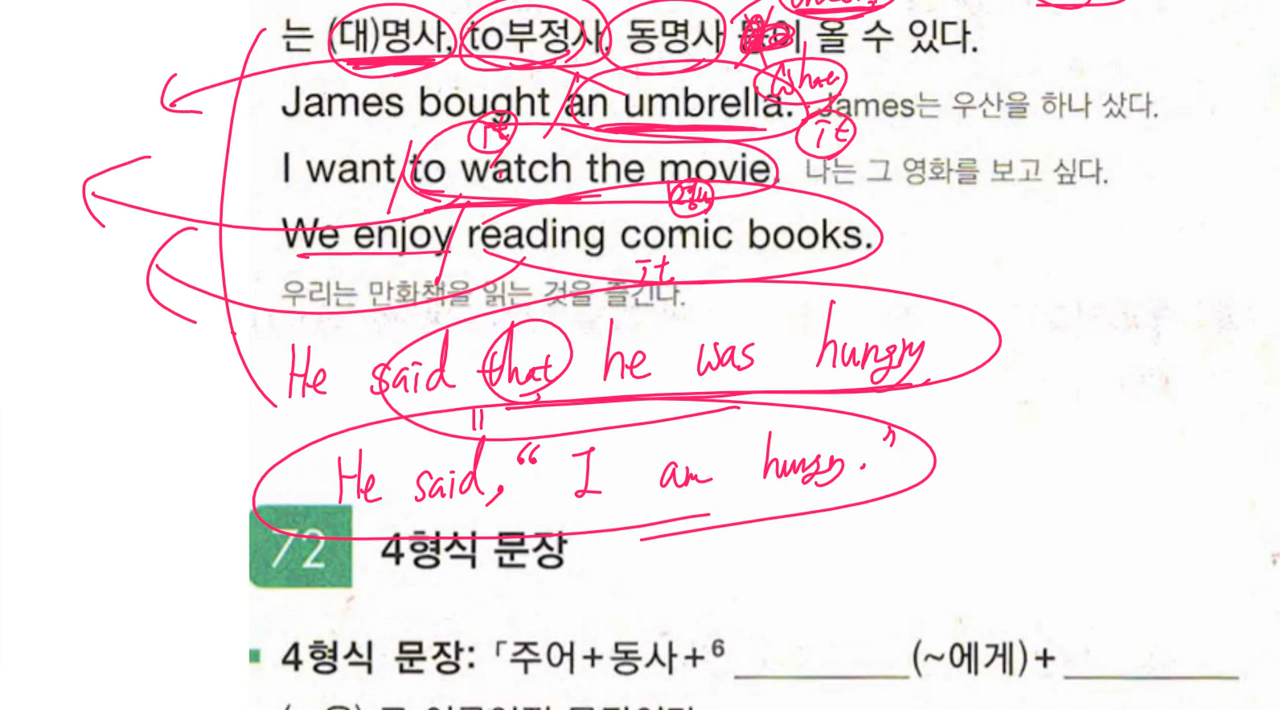 는 (대)명사, to부정사, 동명사 이 올 수 있다.
what
James bought an umbrella. James는 우산을 하나 샀다.
it it
I want to watch the movie. 나는 그 영화를 보고 싶다.
We enjoy reading comic books.
it
우리는 만화책을 읽는 것을 즐긴다.
He said that he was hungry
He said, “ I am hungry.”
72 4형식 문장
4형식 문장: 「주어+동사+⁶ (~에게)+